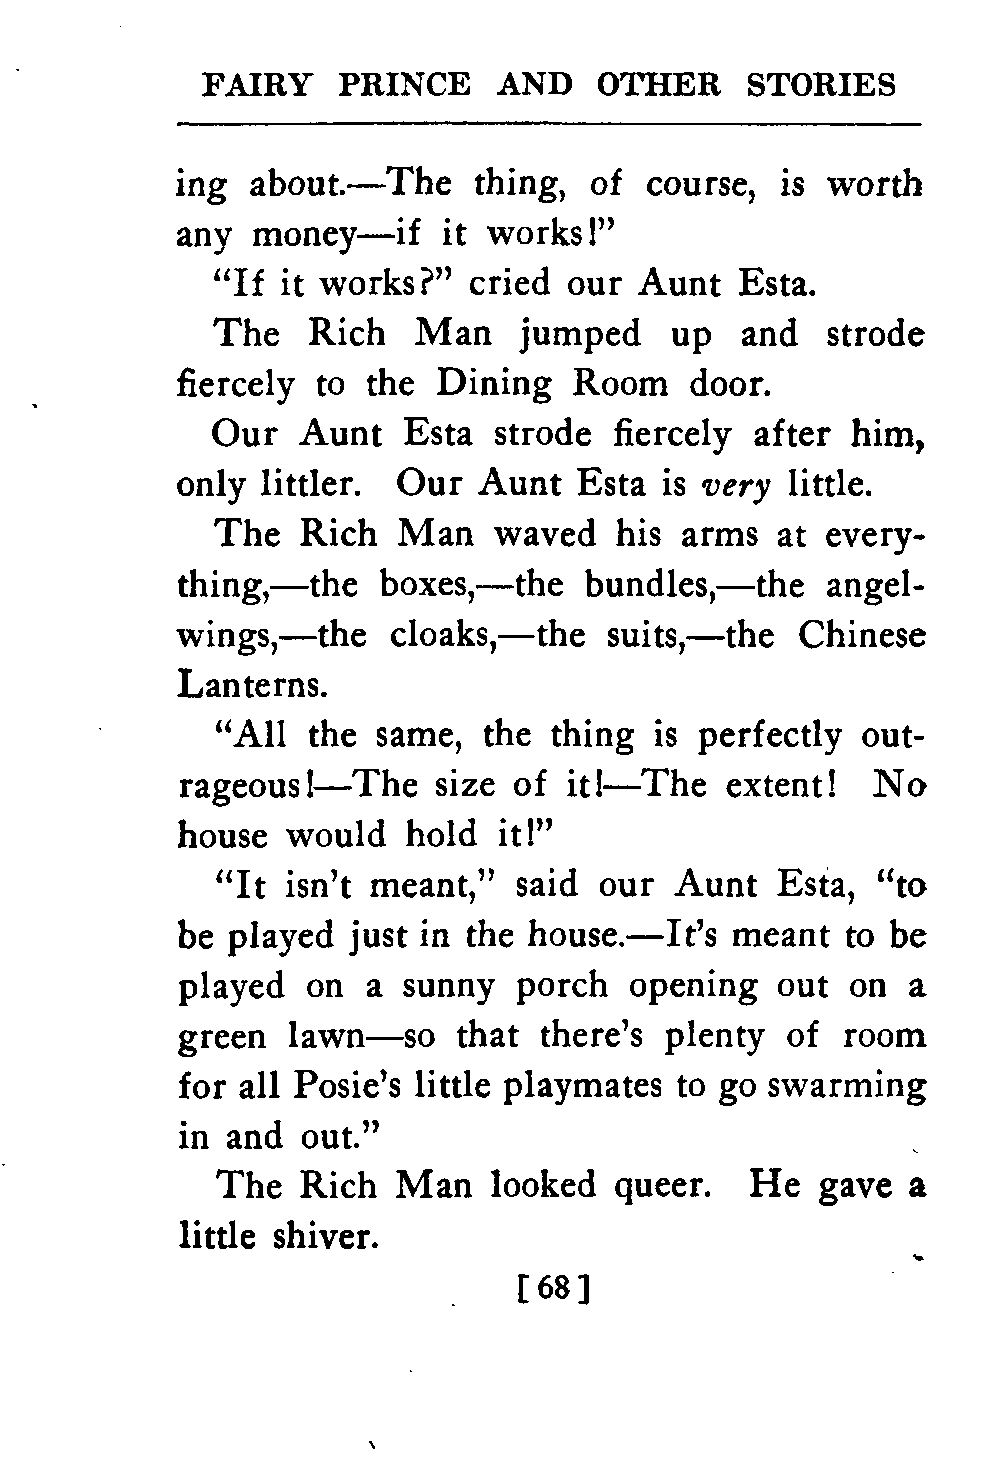 FAIRY PRINCE AND OTHER STORIES
ing about.—The thing, of course, is worth
any money—if it works!”
“If it works?” cried our Aunt Esta.
The Rich Man jumped up and strode
fiercely to the Dining Room door.
Our Aunt Esta strode fiercely after him,
only littler. Our Aunt Esta is very little.
The Rich Man waved his arms at every-
thing,—the boxes,—the bundles,—the angel-
wings,—the cloaks,—the suits,—the Chinese
Lanterns.
“All the same, the thing is perfectly out-
rageous!—The size of it!—The extent! No
house would hold it!”
“It isn’t meant,” said our Aunt Esta, “to
be played just in the house.—It’s meant to be
played on a sunny porch opening out on a
green lawn—so that there’s plenty of room
for all Posie’s little playmates to go swarming
in and out.”
The Rich Man looked queer. He gave a
little shiver.
[68]